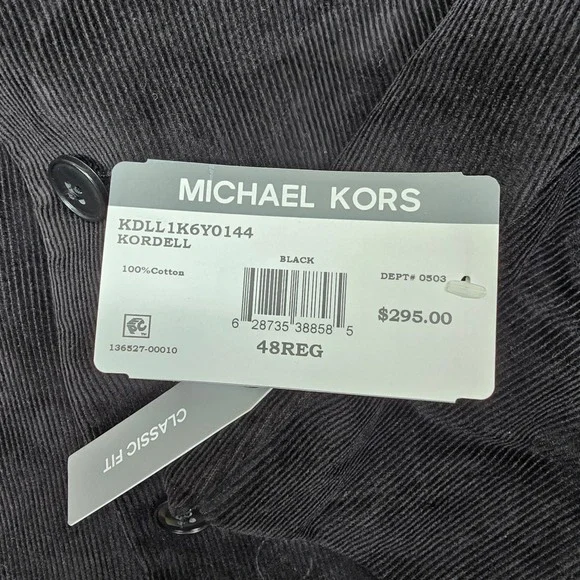 MICHAEL KORS
KDLL1K6Y0144
KORDELL
BLACK
100%Cotton
DEPT# 0503
6 28735 38858 5
$295.00
136527-00010
48REG
CLASSIC FIT